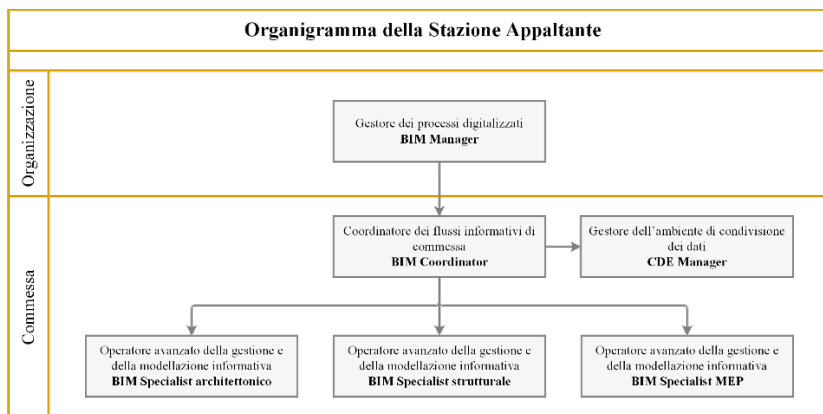 Organigramma della Stazione Appaltante
Organizzazione
Gestore dei processi digitalizzati
BIM Manager
Commessa
Coordinatore dei flussi informativi di
commessa
BIM Coordinator
Gestore dell'ambiente di condivisione
dei dati
CDE Manager
Operatore avanzato della gestione e
della modellazione informativa
BIM Specialist architettonico
Operatore avanzato della gestione e
della modellazione informativa
BIM Specialist strutturale
Operatore avanzato della gestione e
della modellazione informativa
BIM Specialist MEP